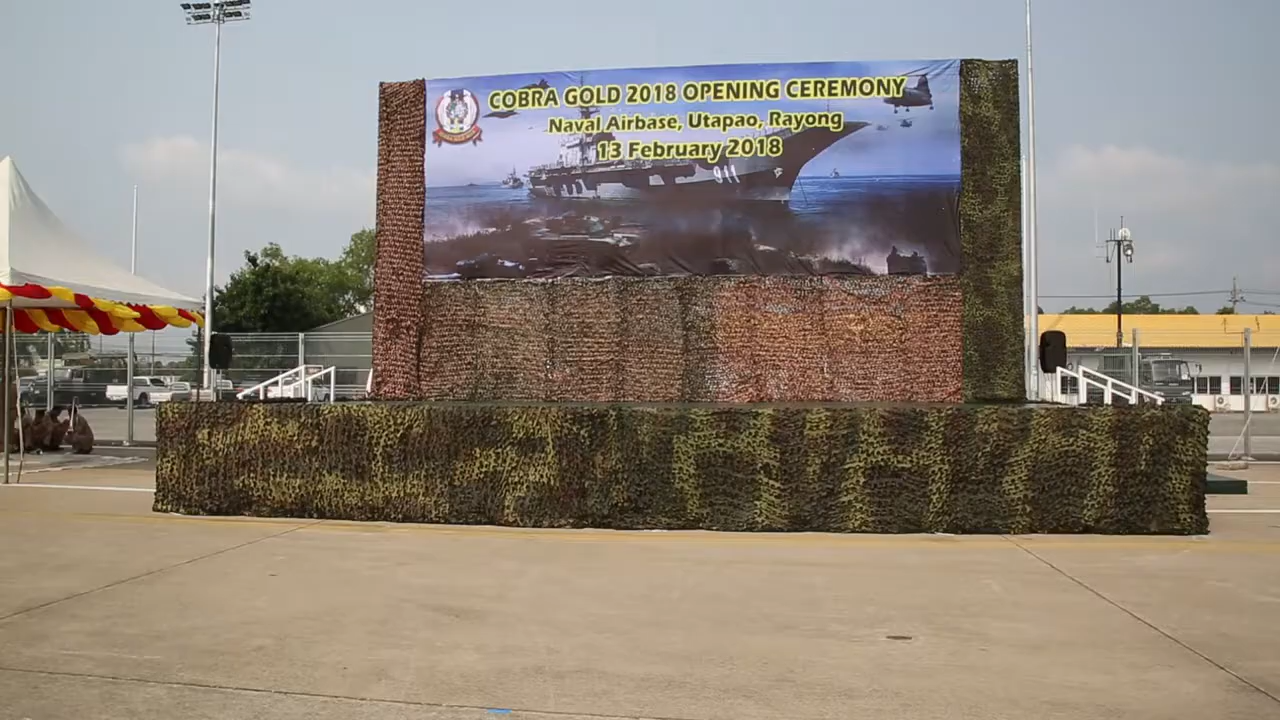 COBRA GOLD 2018 OPENING CEREMONY
Naval Airbase, Utapao, Rayong
13 February 2018
911